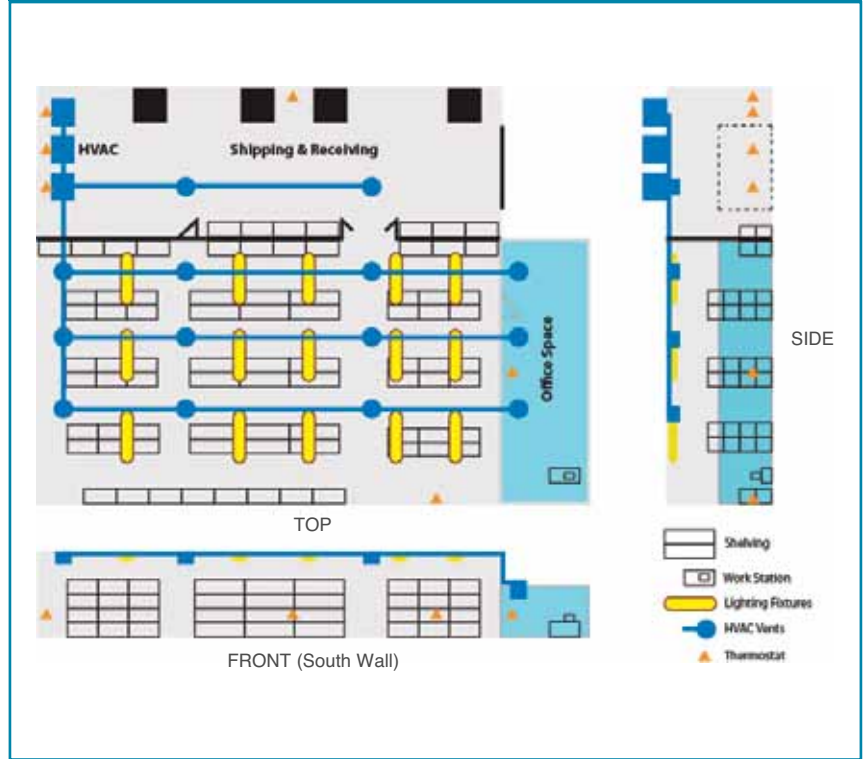 HVAC
Shipping & Receiving
Office Space
SIDE
TOP
Shelving
Work Station
Lighting Fixtures
HVAC Vents
Thermostat
FRONT (South Wall)